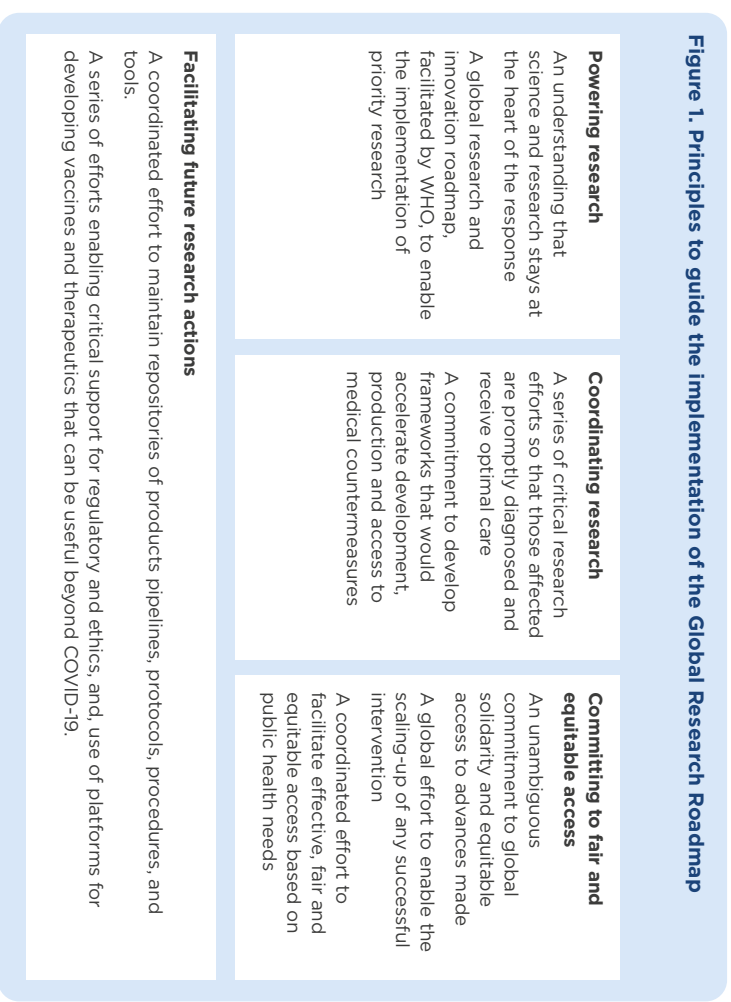 Figure 1. Principles to guide the implementation of the Global Research Roadmap
Powering research
An understanding that
science and research stays at
the heart of the response
A global research and
innovation roadmap,
facilitated by WHO, to enable
the implementation of
priority research
Coordinating research
A series of critical research
efforts so that those affected
are promptly diagnosed and
receive optimal care
A commitment to develop
frameworks that would
accelerate development,
production and access to
medical countermeasures
Committing to fair and
equitable access
An unambiguous
commitment to global
solidarity and equitable
access to advances made
A global effort to enable the
scaling-up of any successful
intervention
A coordinated effort to
facilitate effective, fair and
equitable access based on
public health needs
Facilitating future research actions
A coordinated effort to maintain repositories of products pipelines, protocols, procedures, and
tools.
A series of efforts enabling critical support for regulatory and ethics, and, use of platforms for
developing vaccines and therapeutics that can be useful beyond COVID-19.